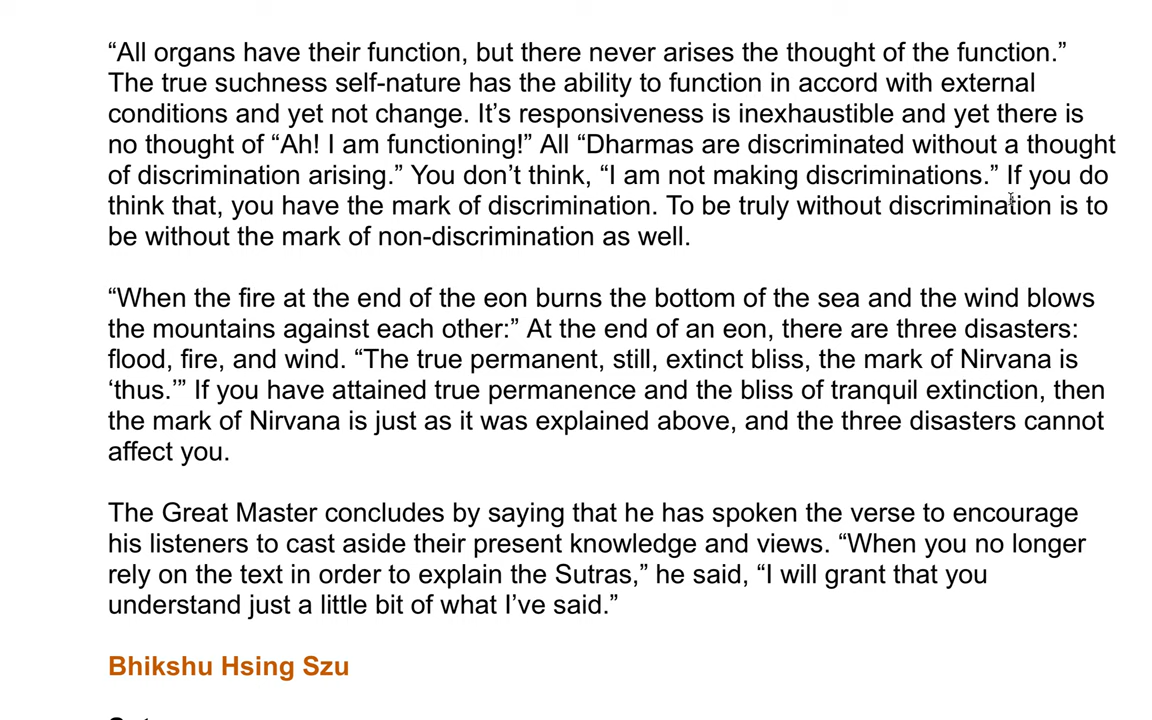 “All organs have their function, but there never arises the thought of the function.”
The true suchness self-nature has the ability to function in accord with external
conditions and yet not change. It’s responsiveness is inexhaustible and yet there is
no thought of “Ah! I am functioning!” All “Dharmas are discriminated without a thought
of discrimination arising.” You don’t think, “I am not making discriminations.” If you do
think that, you have the mark of discrimination. To be truly without discrimination is to
be without the mark of non-discrimination as well.
“When the fire at the end of the eon burns the bottom of the sea and the wind blows
the mountains against each other:” At the end of an eon, there are three disasters:
flood, fire, and wind. “The true permanent, still, extinct bliss, the mark of Nirvana is
‘thus.’” If you have attained true permanence and the bliss of tranquil extinction, then
the mark of Nirvana is just as it was explained above, and the three disasters cannot
affect you.
The Great Master concludes by saying that he has spoken the verse to encourage
his listeners to cast aside their present knowledge and views. “When you no longer
rely on the text in order to explain the Sutras,” he said, “I will grant that you
understand just a little bit of what I’ve said.”
Bhikshu Hsing Szu